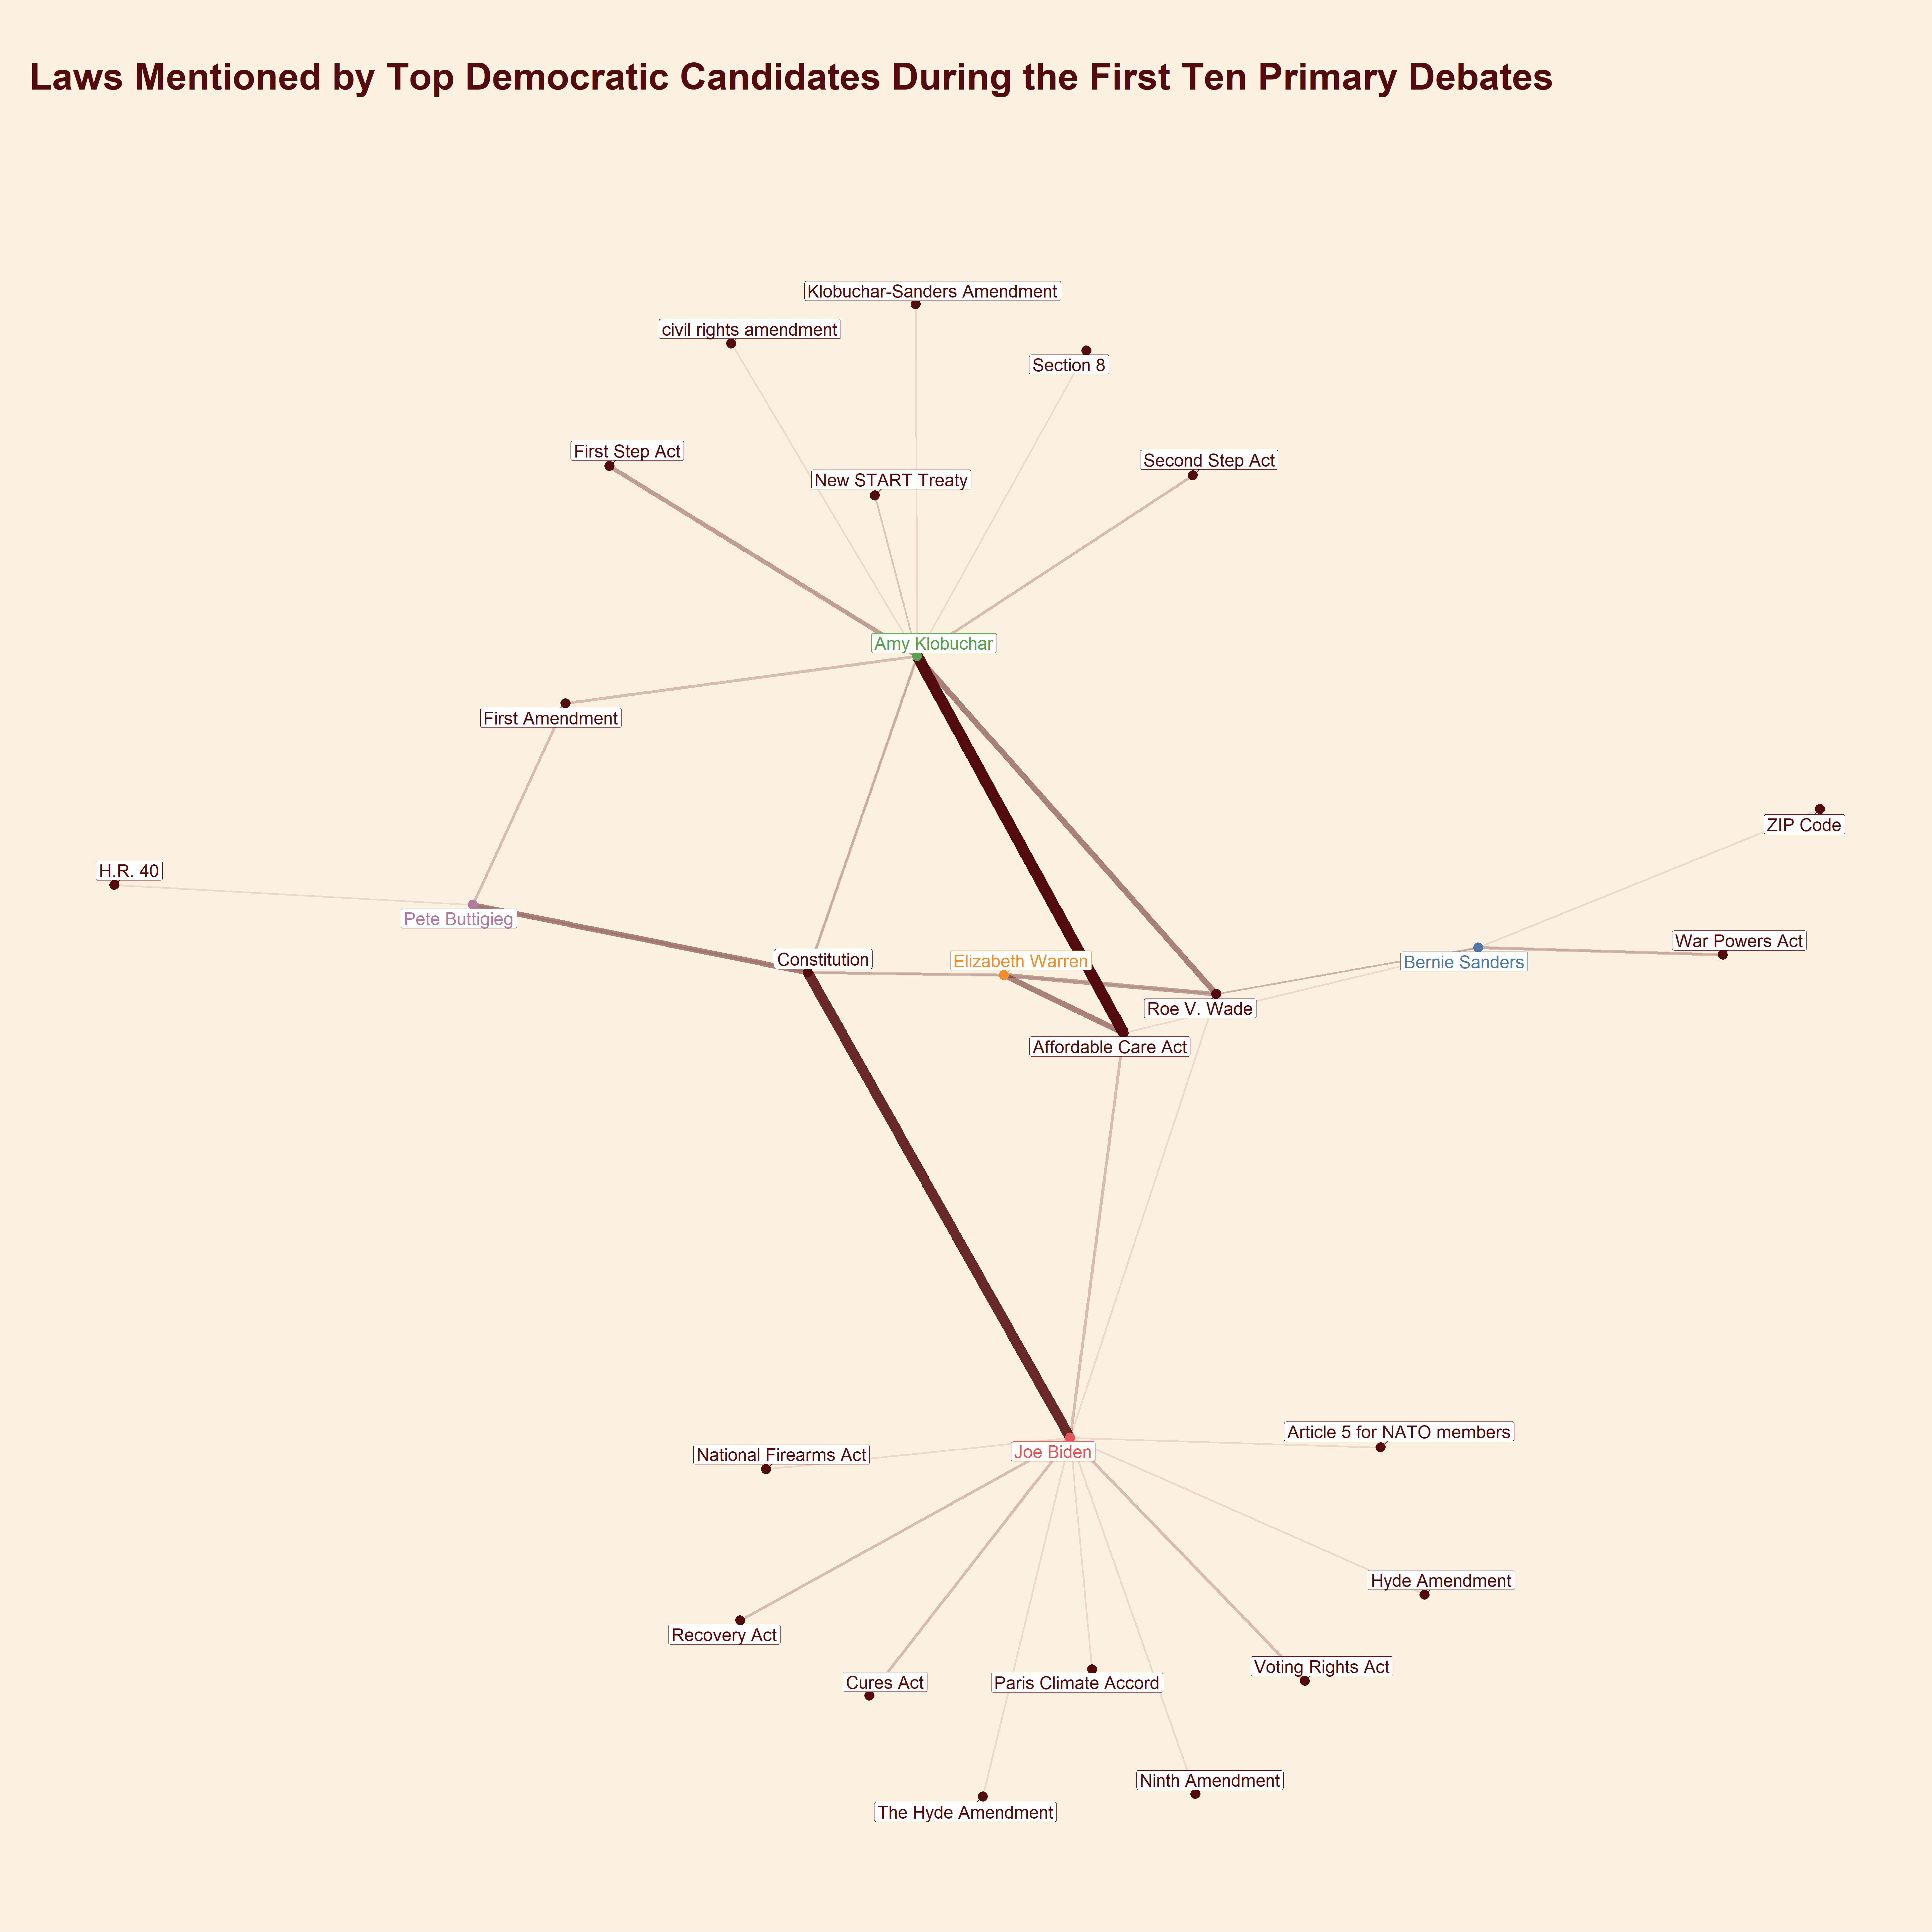 Laws Mentioned by Top Democratic Candidates During the First Ten Primary Debates
Klobuchar-Sanders Amendment
civil rights amendment
Section 8
First Step Act
Second Step Act
New START Treaty
Amy Klobuchar
First Amendment
ZIP Code
H.R. 40
Pete Buttigieg
War Powers Act
Constitution
Elizabeth Warren
Bernie Sanders
Roe V. Wade
Affordable Care Act
Article 5 for NATO members
Joe Biden
National Firearms Act
Hyde Amendment
Recovery Act
Voting Rights Act
Cures Act
Paris Climate Accord
Ninth Amendment
The Hyde Amendment